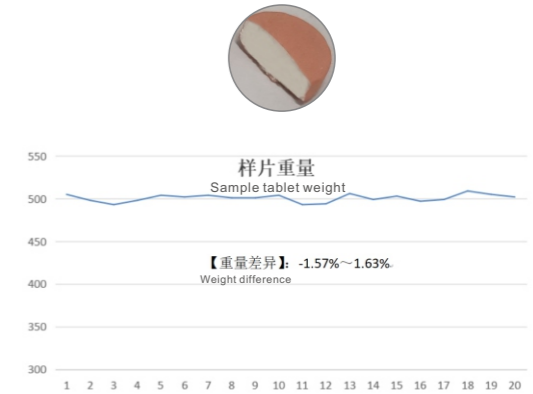 样片重量
Sample tablet weight
【重量差异】: -1.57%～1.63%
Weight difference
550
500
450
400
350
300
1 2 3 4 5 6 7 8 9 10 11 12 13 14 15 16 17 18 19 20